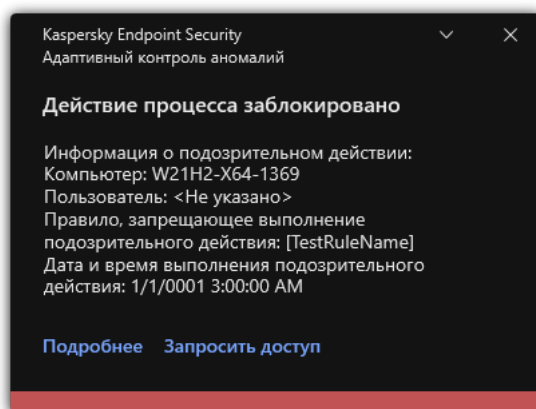 Kaspersky Endpoint Security
Адаптивный контроль аномалий
Действие процесса заблокировано
Информация о подозрительном действии:
Компьютер: W21H2-X64-1369
Пользователь: <Не указано>
Правило, запрещающее выполнение
подозрительного действия: [TestRuleName]
Дата и время выполнения подозрительного
действия: 1/1/0001 3:00:00 AM
Подробнее Запросить доступ